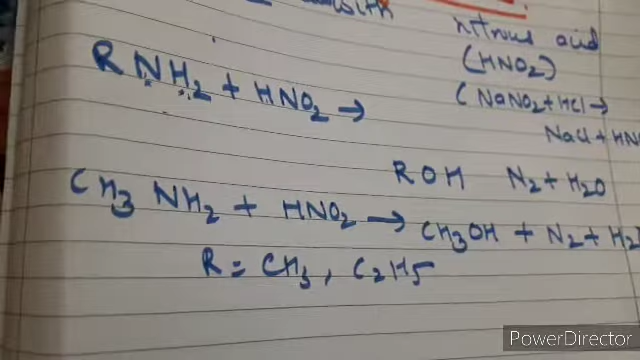 with nitrous acid
(HNO2)
RNH2 + HNO2 →
(NaNO2+HCl→
NaCl + HN
ROH N2 + H2O
CH3 NH2 + HNO2 → CH3OH + N2 + H2
R = CH3, C2H5
PowerDirector